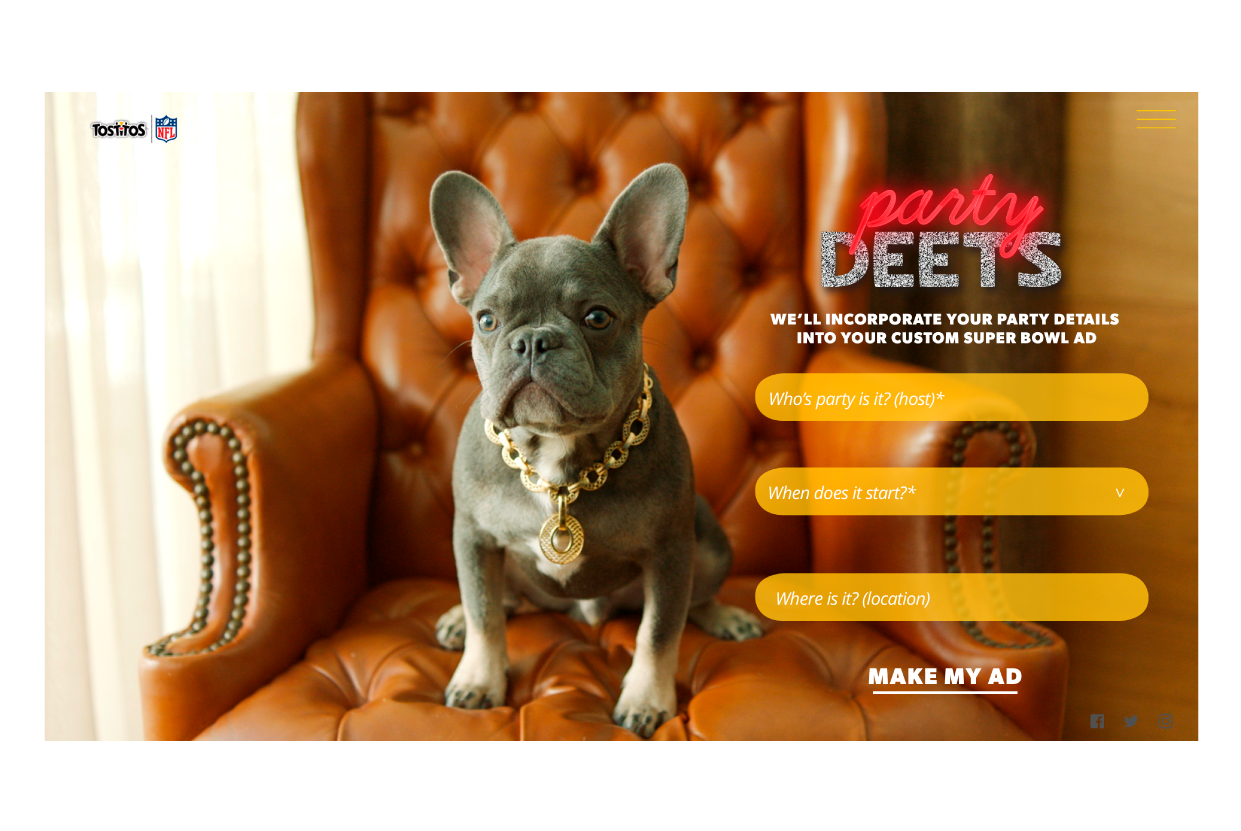 Tostitos NFL
party
DEETS
WE'LL INCORPORATE YOUR PARTY DETAILS
INTO YOUR CUSTOM SUPER BOWL AD
Who's party is it? (host)*
When does it start?*
Where is it? (location)
MAKE MY AD